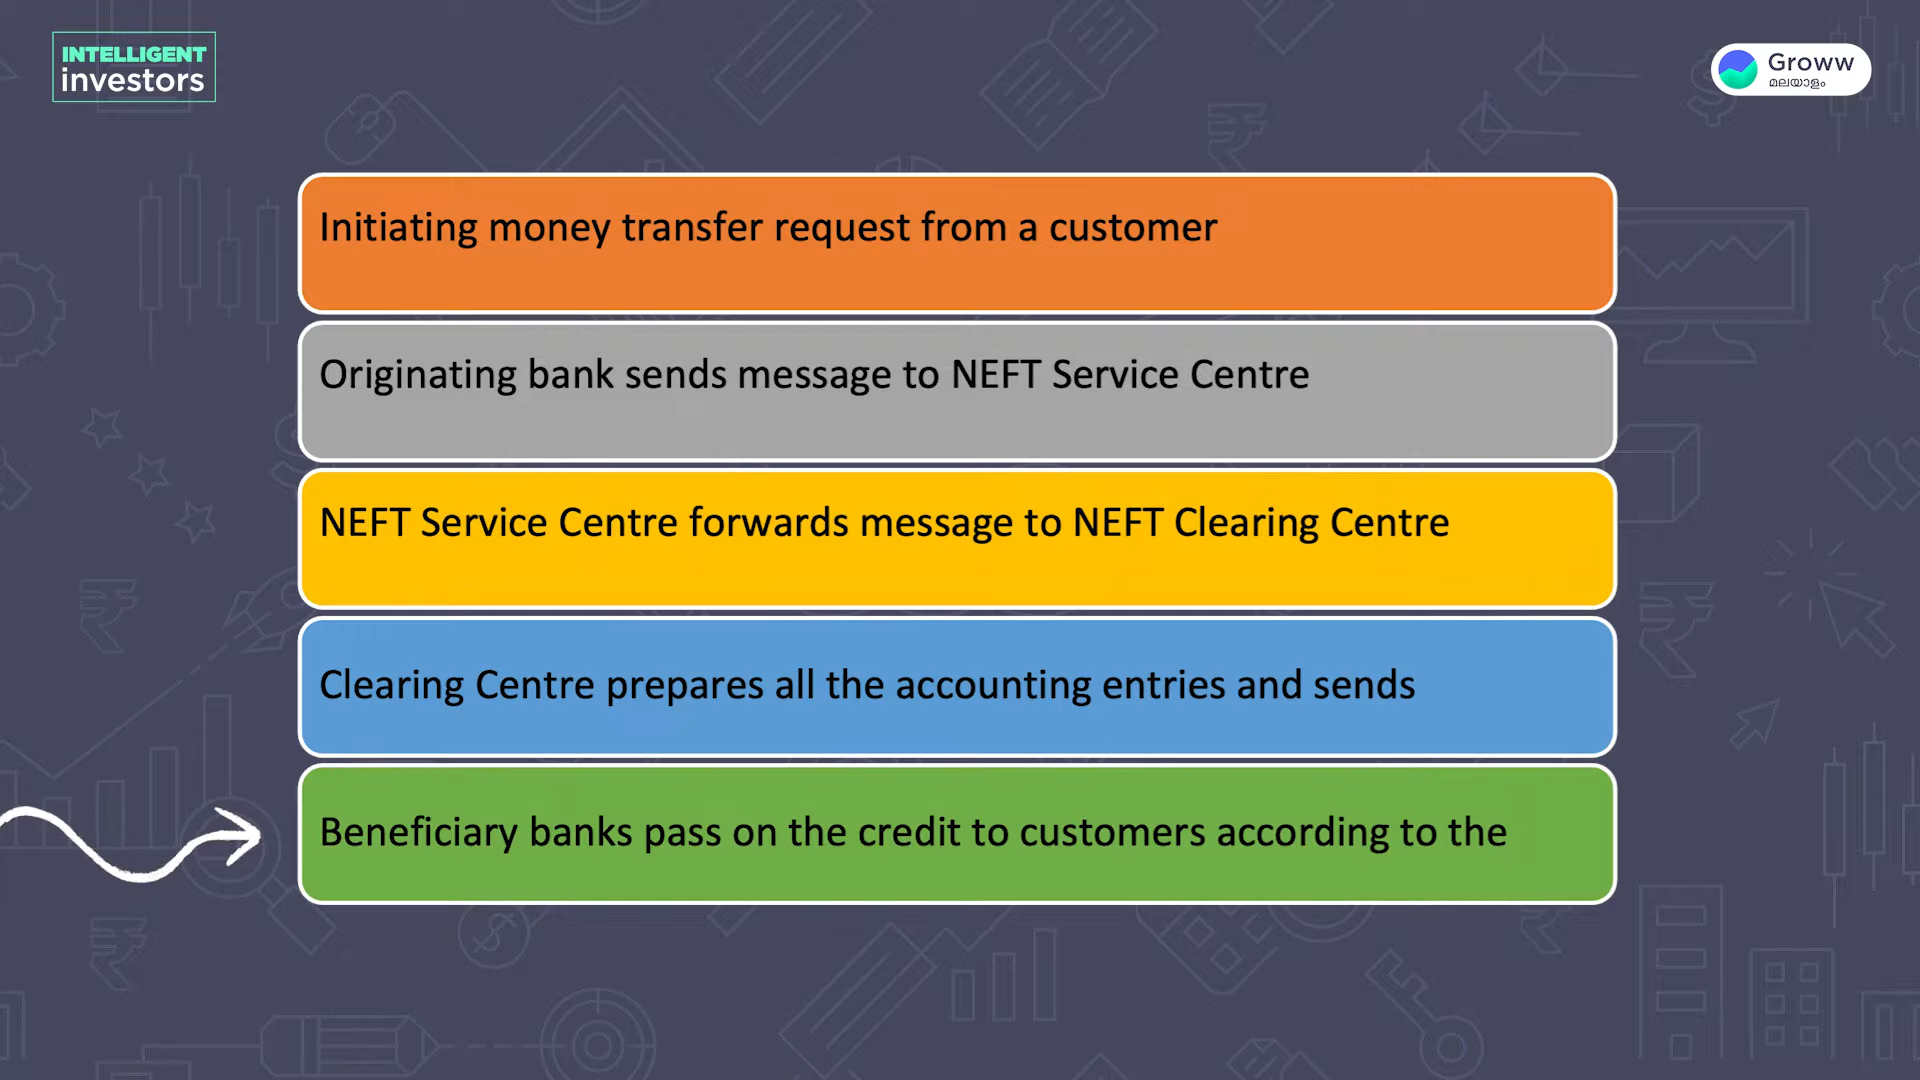 INTELLIGENT
investors
Groww
മലയാളം
Initiating money transfer request from a customer
Originating bank sends message to NEFT Service Centre
NEFT Service Centre forwards message to NEFT Clearing Centre
Clearing Centre prepares all the accounting entries and sends
Beneficiary banks pass on the credit to customers according to the